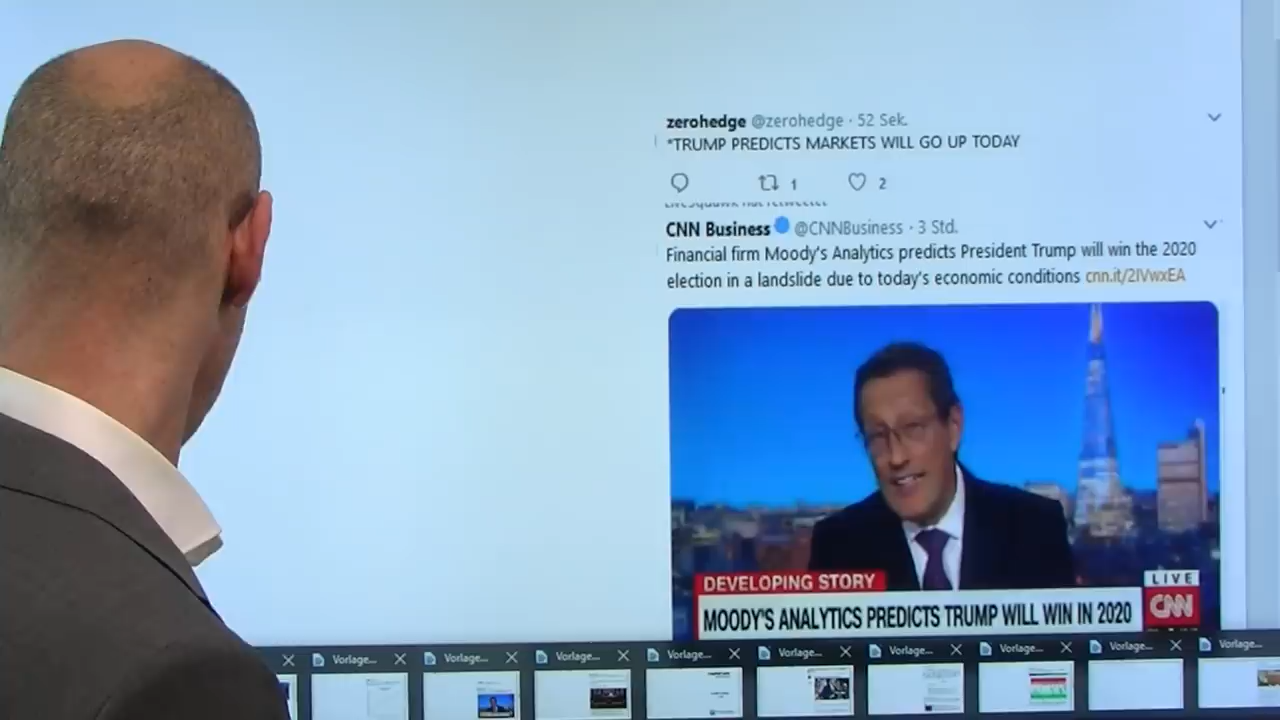 zerohedge @zerohedge · 52 Sek.
*TRUMP PREDICTS MARKETS WILL GO UP TODAY
1 2
CNN Business @CNNBusiness · 3 Std.
Financial firm Moody's Analytics predicts President Trump will win the 2020
election in a landslide due to today's economic conditions cnn.it/2IVwxEA
DEVELOPING STORY
LIVE
CNN
MOODY'S ANALYTICS PREDICTS TRUMP WILL WIN IN 2020
Vorlage... Vorlage... Vorlage... Vorlage... Vorlage... Vorlage... Vorlage... Vorlage... Vorlage...